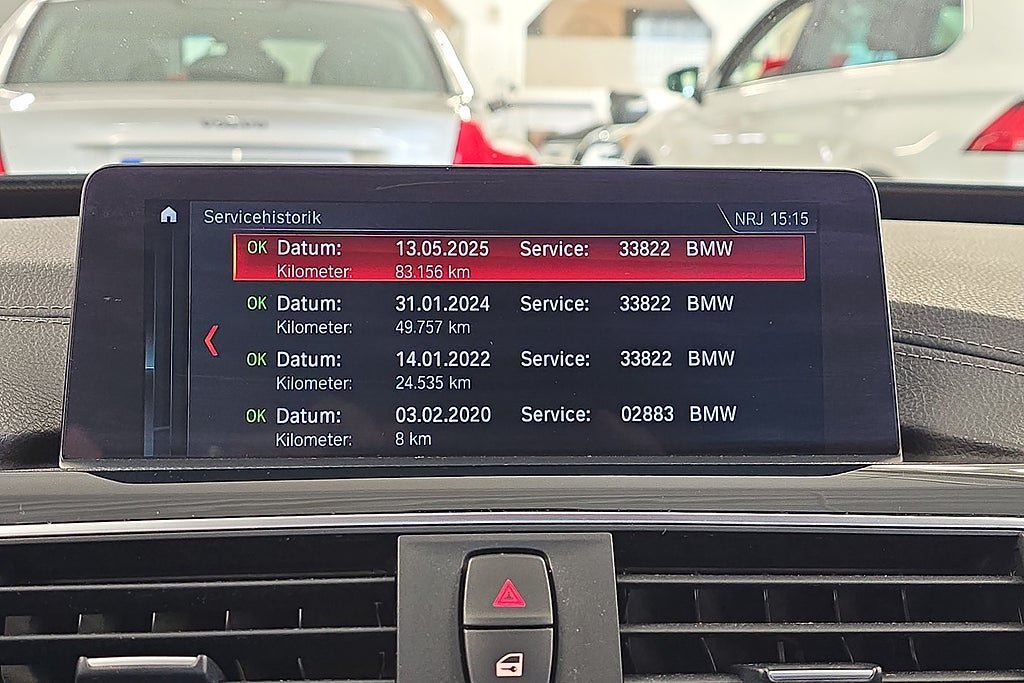 VOLVO
Servicehistorik NRJ 15:15
OK Datum: 13.05.2025 Service: 33822 BMW
Kilometer: 83.156 km
OK Datum: 31.01.2024 Service: 33822 BMW
Kilometer: 49.757 km
OK Datum: 14.01.2022 Service: 33822 BMW
Kilometer: 24.535 km
OK Datum: 03.02.2020 Service: 02883 BMW
Kilometer: 8 km